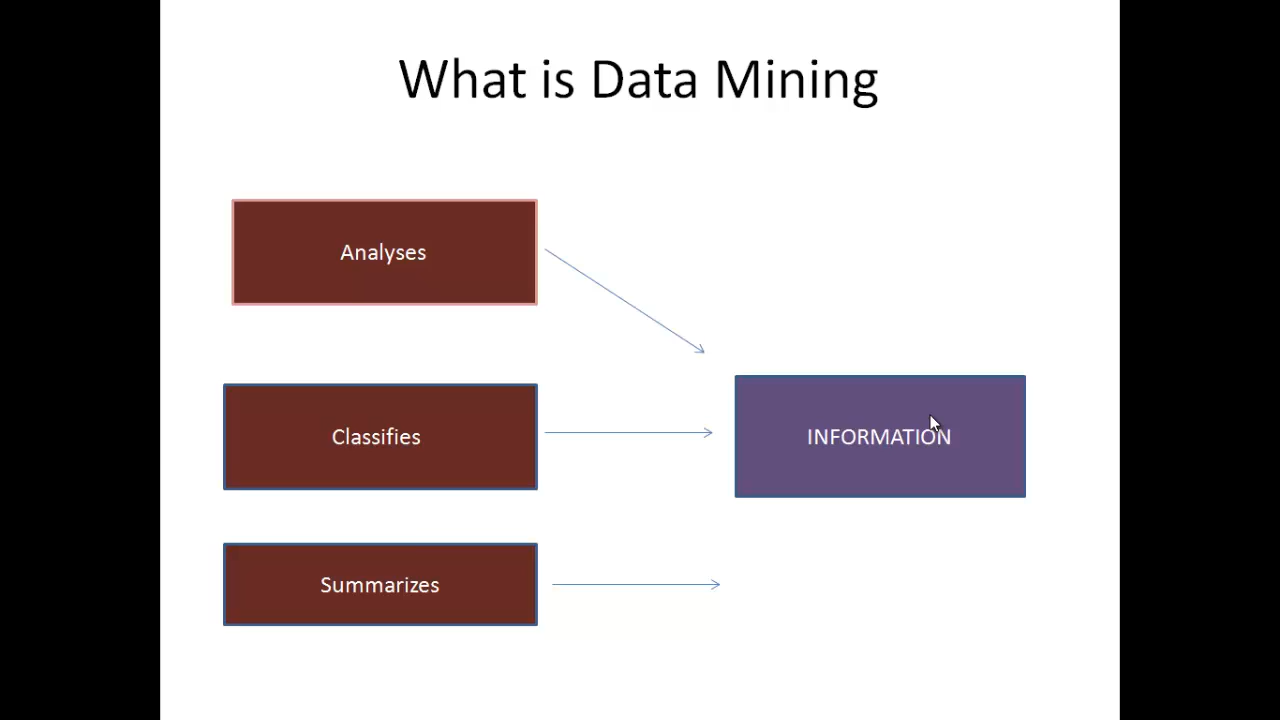 What is Data Mining
Analyses
Classifies
INFORMATION
Summarizes